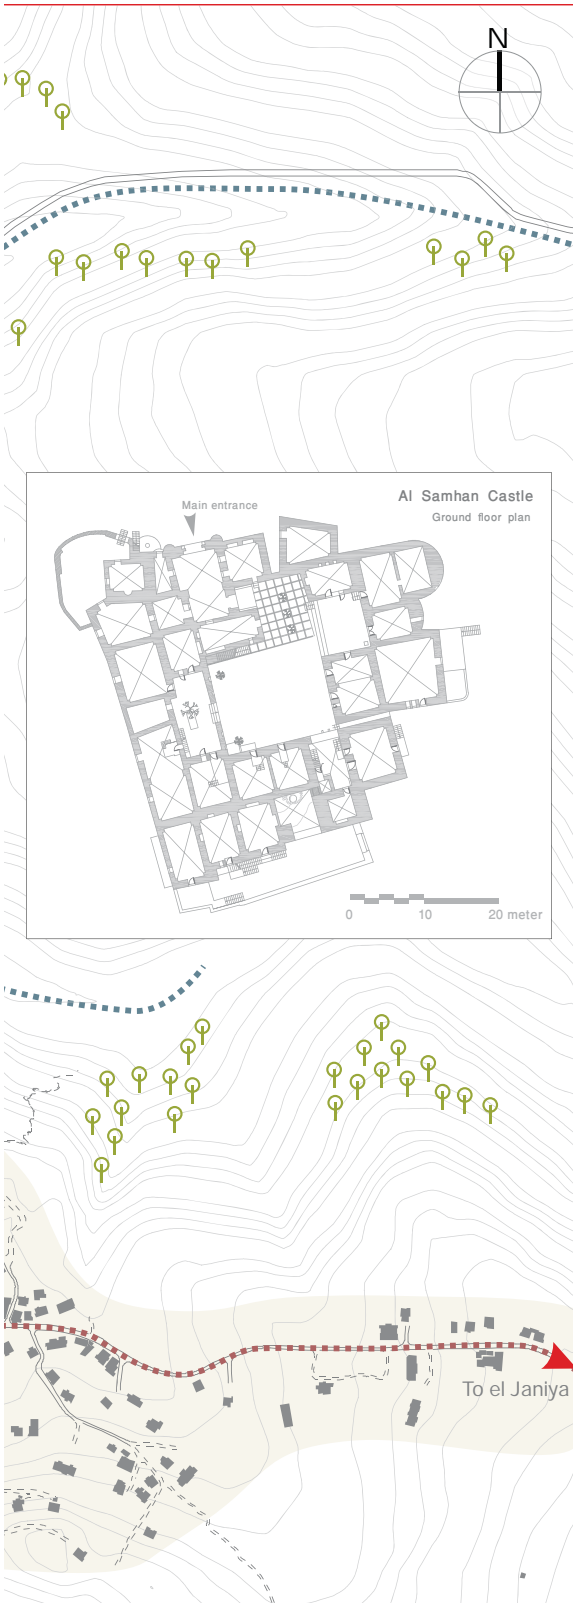 N
Main entrance
Al Samhan Castle
Ground floor plan
0 10 20 meter
To el Janiya